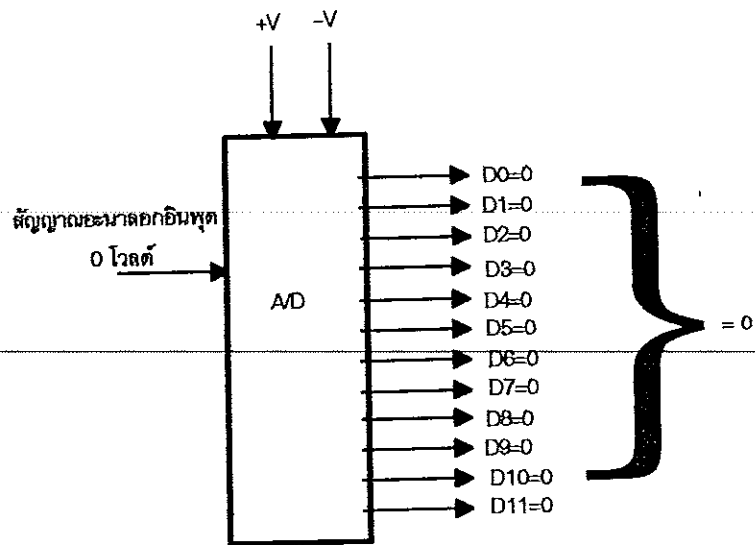 +V –V
สัญญาณอะนาลอกอินพุต
0 โวลต์
A/D
D0=0
D1=0
D2=0
D3=0
D4=0
D5=0
D6=0
D7=0
D8=0
D9=0
D10=0
D11=0
= 0